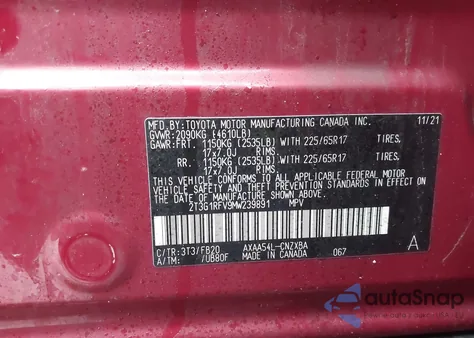 MFD.BY:TOYOTA MOTOR MANUFACTURING CANADA INC. 11/21
GVWR:2090KG (4610LB)
GAWR:FRT. 1150KG (2535LB) WITH 225/65R17 TIRES,
17x7.0J RIMS,
RR. 1150KG (2535LB) WITH 225/65R17 TIRES,
17x7.0J RIMS,
THIS VEHICLE CONFORMS TO ALL APPLICABLE FEDERAL MOTOR
VEHICLE SAFETY AND
STANDARDS IN EFFECT ON THE DATE OF MANUFACTURE SHOWN ABOVE.
2T3G1RFV3MW239891 MPV
C/TR:3T3/FB20 AXAA54L-CNZXBA A
A/TM: /UB80F MADE IN CANADA 067
autoSnap